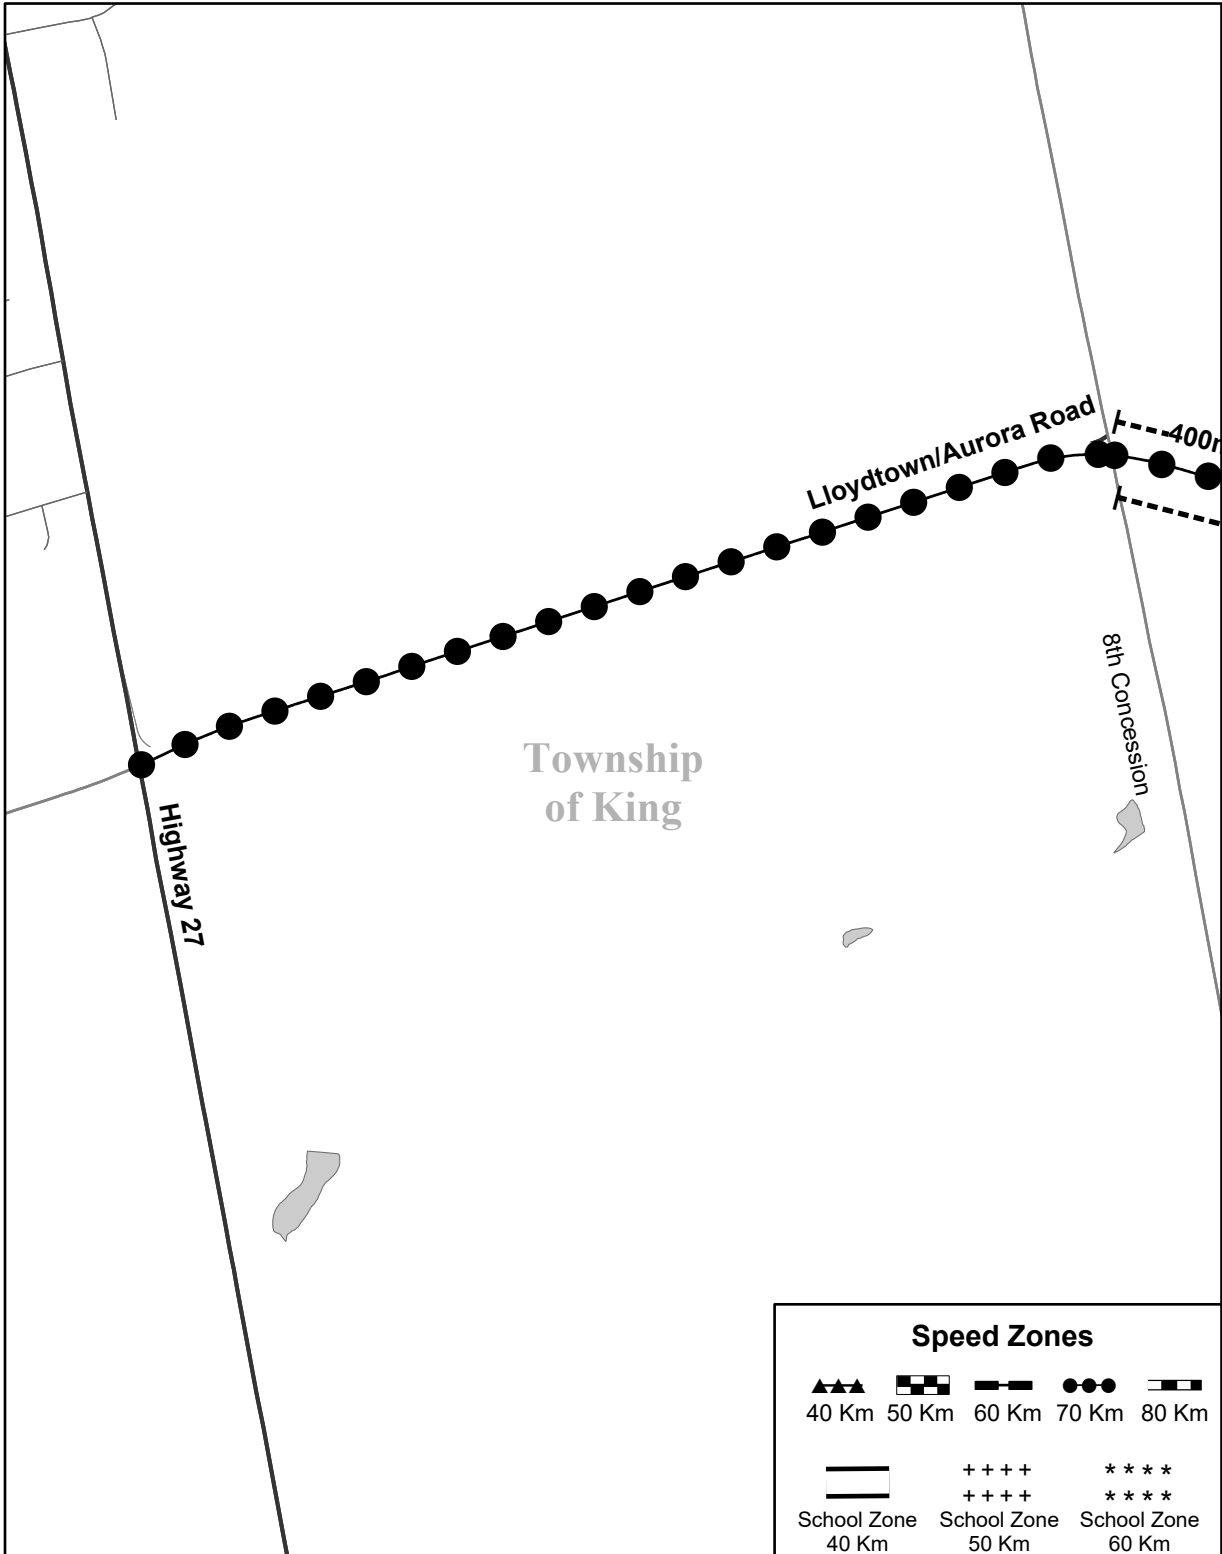 Lloydtown/Aurora Road
400m
8th Concession
Township
of King
Highway 27
Speed Zones
40 Km 50 Km 60 Km 70 Km 80 Km
+ + + + * * * *
+ + + + * * * *
School Zone School Zone School Zone
40 Km 50 Km 60 Km